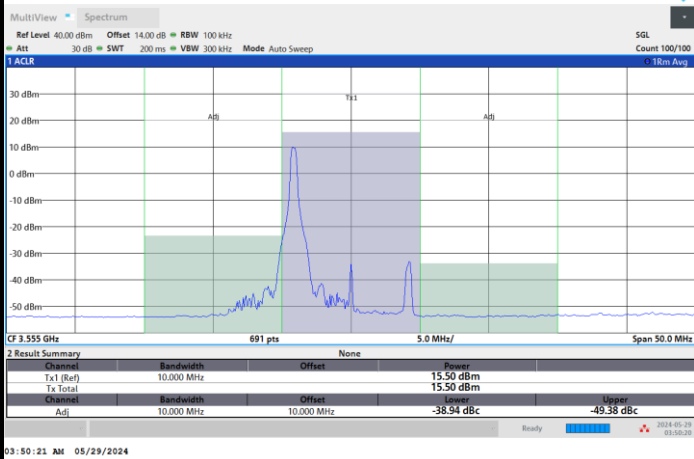 MultiView Spectrum
Ref Level 40.00 dBm Offset 14.00 dB RBW 100 kHz SGL
Att 30 dB SWT 200 ms VBW 300 kHz Mode Auto Sweep Count 100/100
1 ACLR 1Rm Avg
30 dBm
Tx1
20 dBm
Adj Adj
10 dBm
0 dBm
-10 dBm
-20 dBm
-30 dBm
-40 dBm
-50 dBm
CF 3.555 GHz 691 pts 5.0 MHz/ Span 50.0 MHz
2 Result Summary None
Channel Bandwidth Offset Power
Tx1 (Ref) 10.000 MHz 15.50 dBm
Tx Total 15.50 dBm
Channel Bandwidth Offset Lower Upper
Adj 10.000 MHz 10.000 MHz -38.94 dBc -49.38 dBc
Ready 2024-05-29
03:50:20
03:50:21 AM 05/29/2024